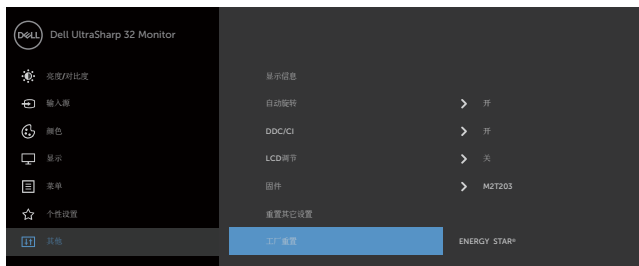 DELL Dell UltraSharp 32 Monitor
亮度/对比度 显示信息
输入源 自动旋转 开
颜色 DDC/CI 开
显示 LCD调节 关
菜单 固件 M2T203
个性设置 重置其它设置
其他 工厂重置 ENERGY STAR®